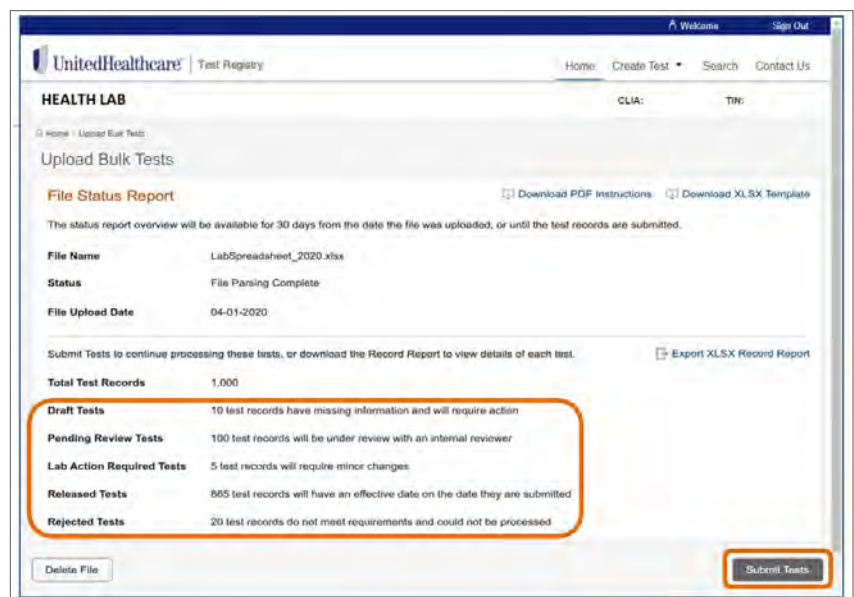 Welcome Sign Out
UnitedHealthcare | Test Registry Home Create Test Search Contact Us
HEALTH LAB CLIA: TIN:
Home Upload Bulk Tests
Upload Bulk Tests
File Status Report Download PDF Instructions Download XLSX Template
The status report overview will be available for 30 days from the date the file was uploaded, or until the test records are submitted.
File Name LabSpreadsheet_2020.xlsx
Status File Parsing Complete
File Upload Date 04-01-2020
Submit Tests to continue processing these tests, or download the Record Report to view details of each test. Export XLSX Record Report
Total Test Records 1,000
Draft Tests 10 test records have missing information and will require action
Pending Review Tests 100 test records will be under review with an internal reviewer
Lab Action Required Tests 5 test records will require minor changes
Released Tests 865 test records will have an effective date on the date they are submitted
Rejected Tests 20 test records do not meet requirements and could not be processed
Delete File Submit Tests